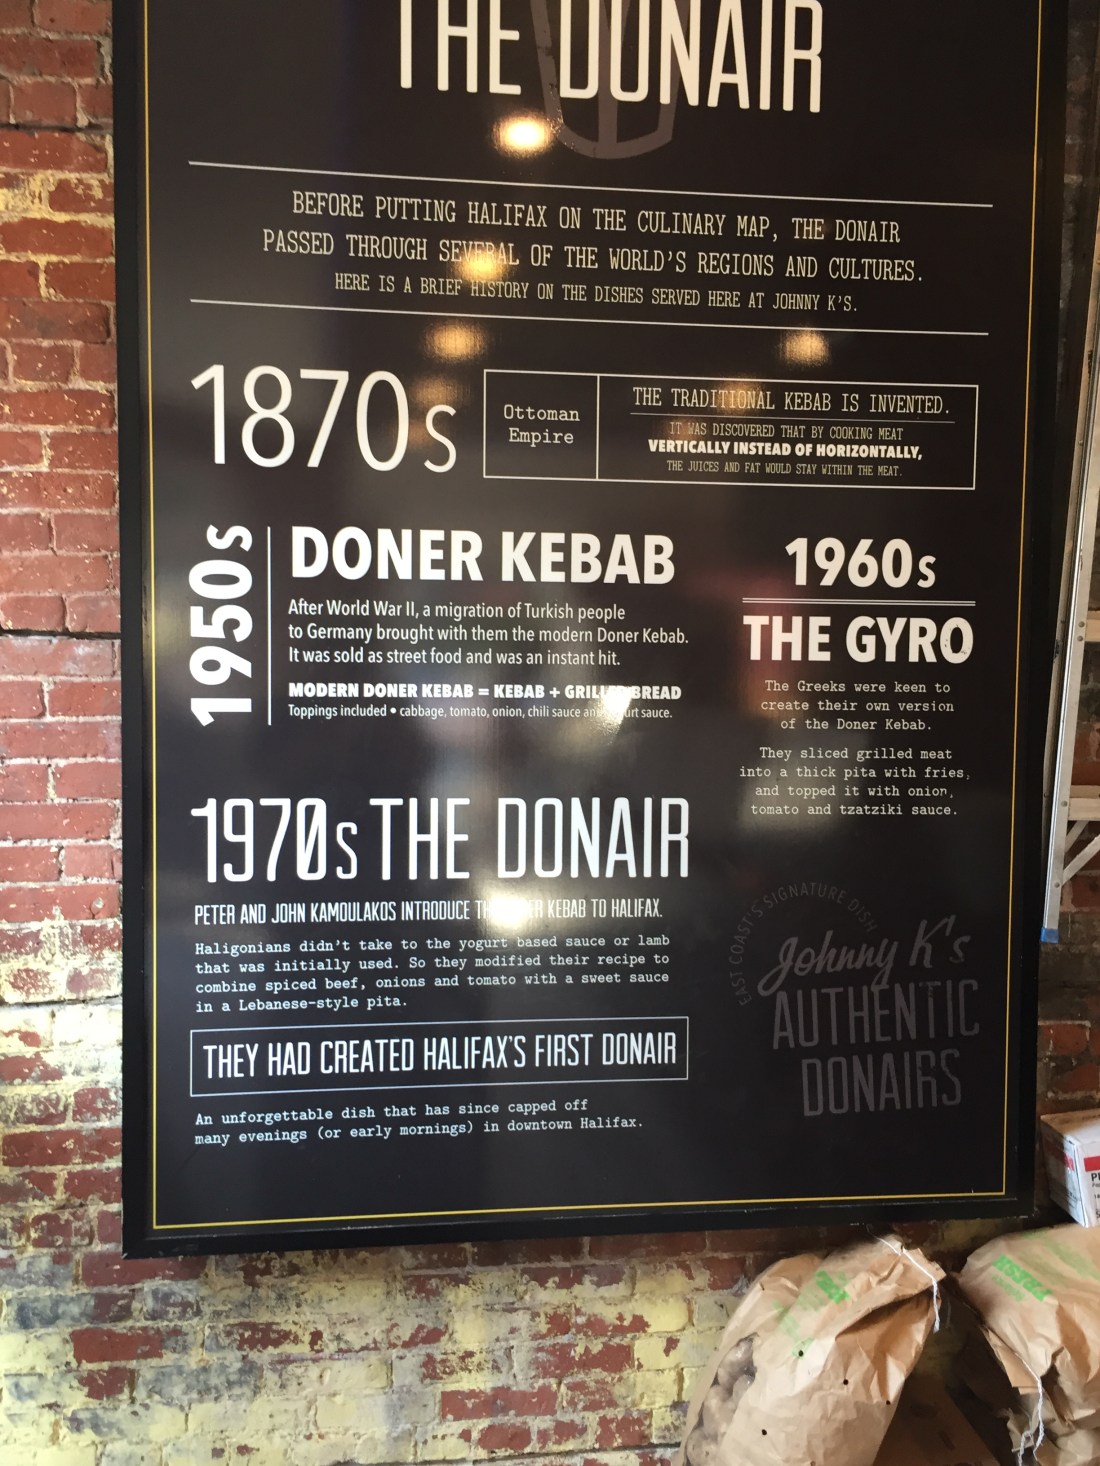 THE DONAIR
BEFORE PUTTING HALIFAX ON THE CULINARY MAP, THE DONAIR
PASSED THROUGH SEVERAL OF THE WORLD'S REGIONS AND CULTURES.
HERE IS A BRIEF HISTORY ON THE DISHES SERVED HERE AT JOHNNY K'S.
1870s
Ottoman
Empire
THE TRADITIONAL KEBAB IS INVENTED.
IT WAS DISCOVERED THAT BY COOKING MEAT
VERTICALLY INSTEAD OF HORIZONTALLY,
THE JUICES AND FAT WOULD STAY WITHIN THE MEAT.
1950s
DONER KEBAB
After World War II, a migration of Turkish people
to Germany brought with them the modern Doner Kebab.
It was sold as street food and was an instant hit.
MODERN DONER KEBAB = KEBAB + GRILLED BREAD
Toppings included • cabbage, tomato, onion, chili sauce and yogurt sauce.
1960s
THE GYRO
The Greeks were keen to
create their own version
of the Doner Kebab.
They sliced grilled meat
into a thick pita with fries,
and topped it with onion,
tomato and tzatziki sauce.
1970s THE DONAIR
PETER AND JOHN KAMOULAKOS INTRODUCE THE DONER KEBAB TO HALIFAX.
Haligonians didn't take to the yogurt based sauce or lamb
that was initially used. So they modified their recipe to
combine spiced beef, onions and tomato with a sweet sauce
in a Lebanese-style pita.
THEY HAD CREATED HALIFAX'S FIRST DONAIR
An unforgettable dish that has since capped off
many evenings (or early mornings) in downtown Halifax.
EAST COAST'S SIGNATURE DISH
Johnny K's
AUTHENTIC
DONAIRS
FRESH